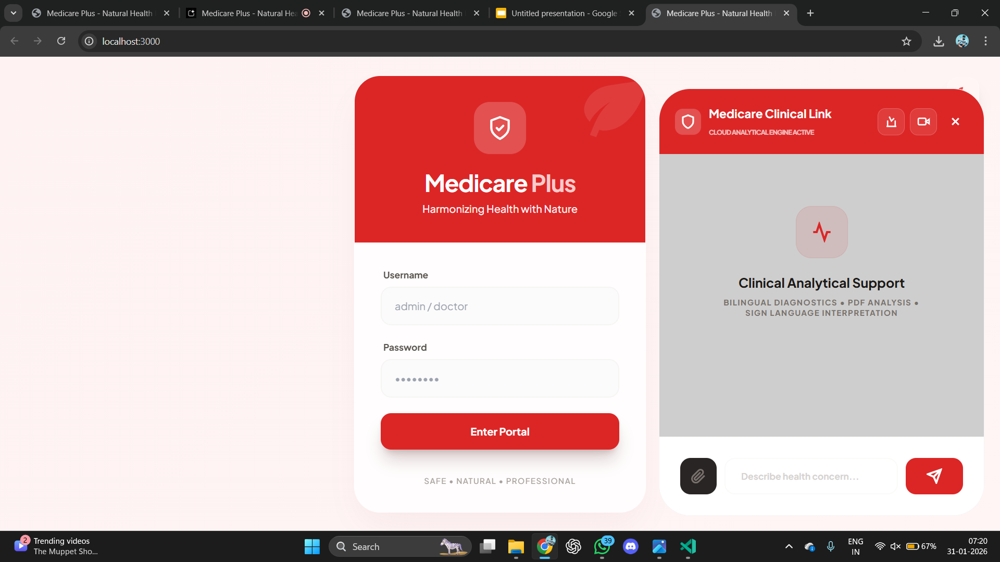 Medicare Plus - Natural Health
Medicare Plus - Natural Hea
Medicare Plus - Natural Health
Untitled presentation - Google
Medicare Plus - Natural Health
localhost:3000
Medicare Plus
Harmonizing Health with Nature
Username
admin / doctor
Password
Enter Portal
SAFE • NATURAL • PROFESSIONAL
Medicare Clinical Link
CLOUD ANALYTICAL ENGINE ACTIVE
Clinical Analytical Support
BILINGUAL DIAGNOSTICS • PDF ANALYSIS •
SIGN LANGUAGE INTERPRETATION
Describe health concern...
2
Trending videos
The Muppet Sho...
Search
39
ENG
IN
67%
07:20
31-01-2026